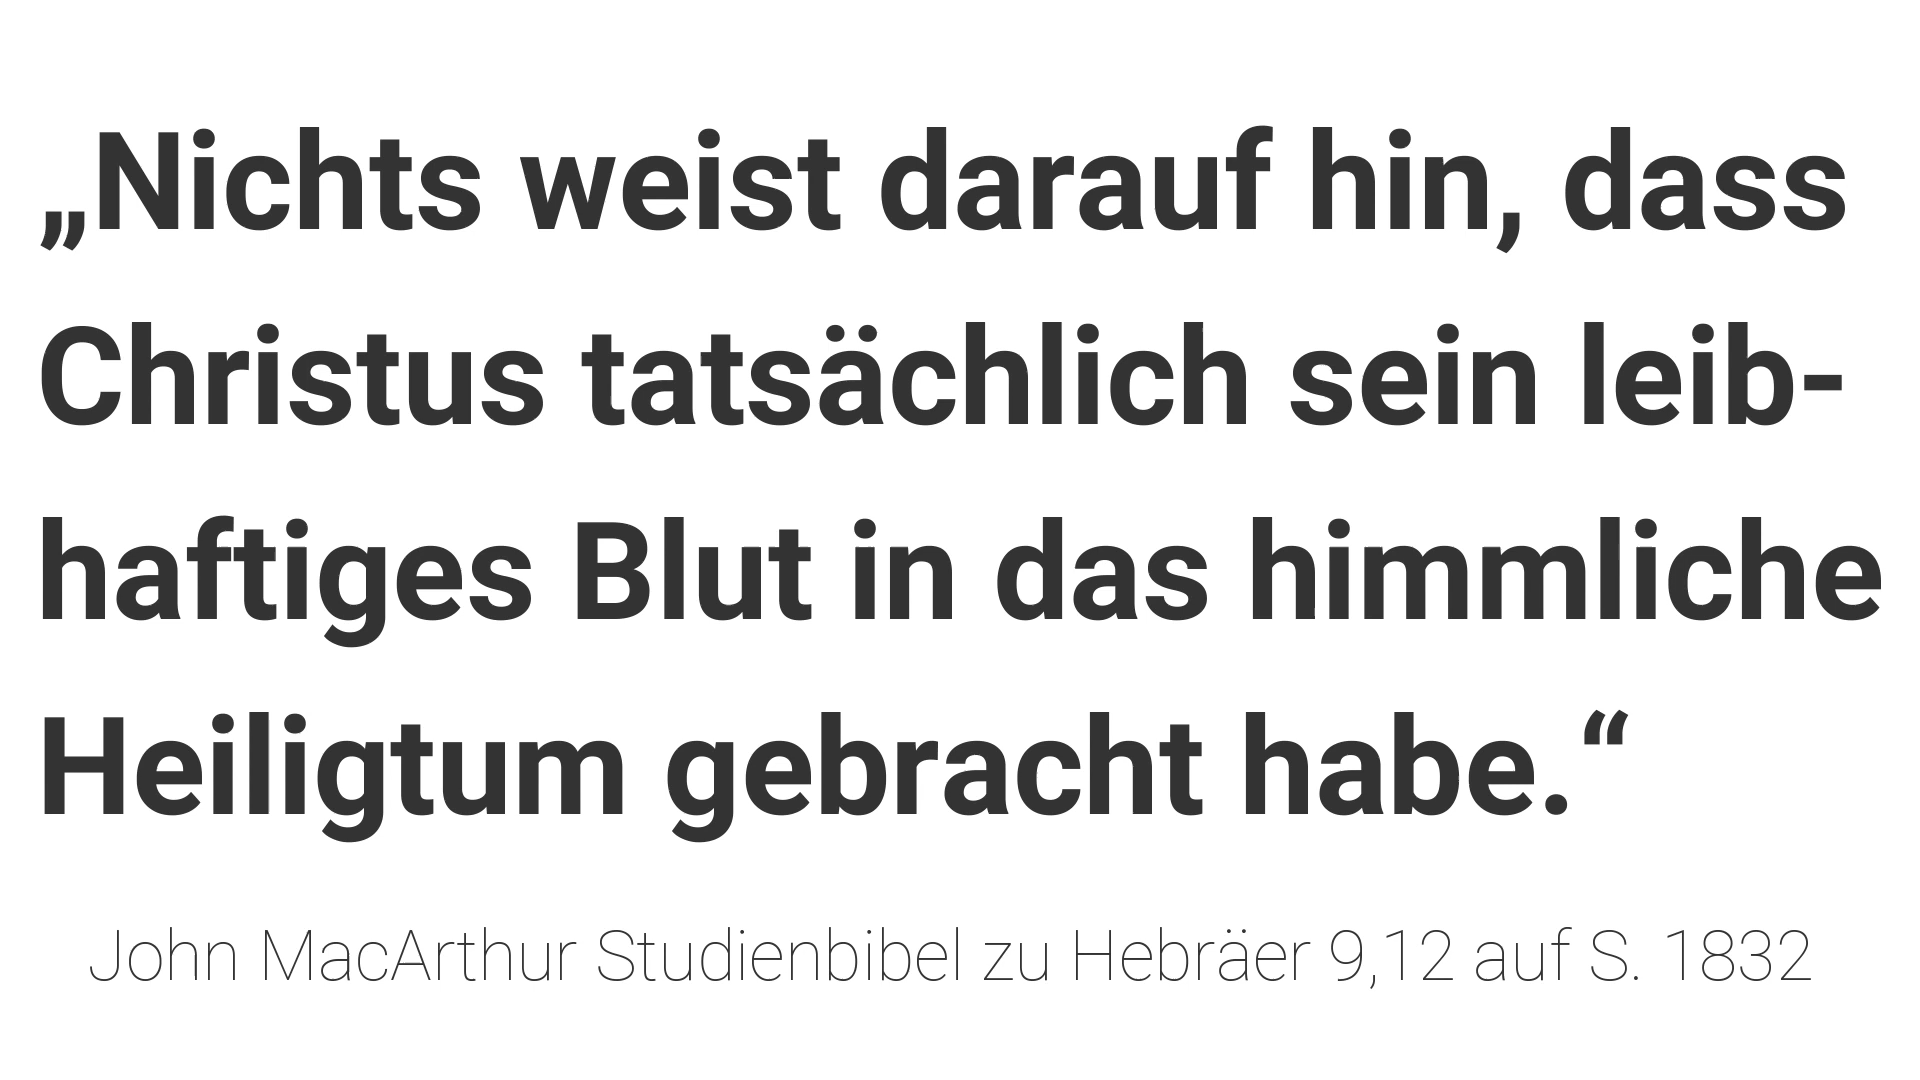 „Nichts weist darauf hin, dass
Christus tatsächlich sein leib-
haftiges Blut in das himmliche
Heiligtum gebracht habe.“
John MacArthur Studienbibel zu Hebräer 9,12 auf S. 1832